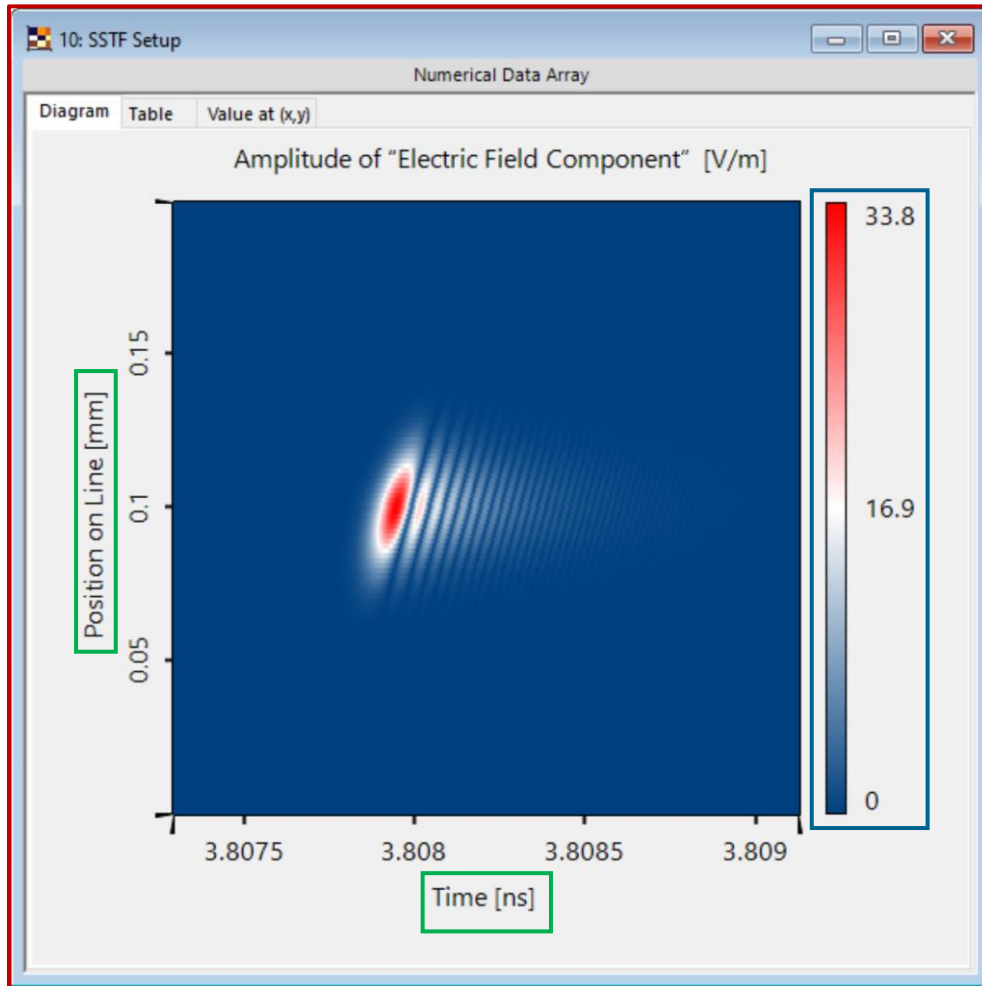 10: SSTF Setup
Numerical Data Array
Diagram Table Value at (x,y)
Amplitude of “Electric Field Component” [V/m]
33.8
16.9
0
Position on Line [mm]
0.15
0.1
0.05
3.8075 3.808 3.8085 3.809
Time [ns]